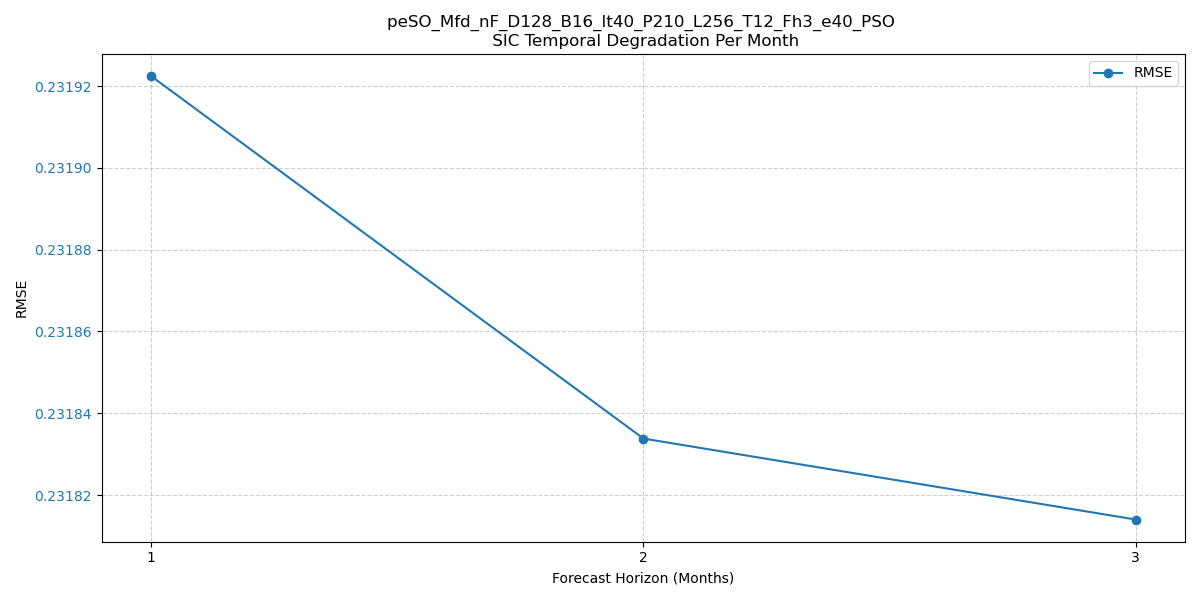 peSO_Mfd_nF_D128_B16_lt40_P210_L256_T12_Fh3_e40_PSO
SIC Temporal Degradation Per Month
RMSE
0.23192
0.23190
0.23188
0.23186
0.23184
0.23182
RMSE
1
2
3
Forecast Horizon (Months)